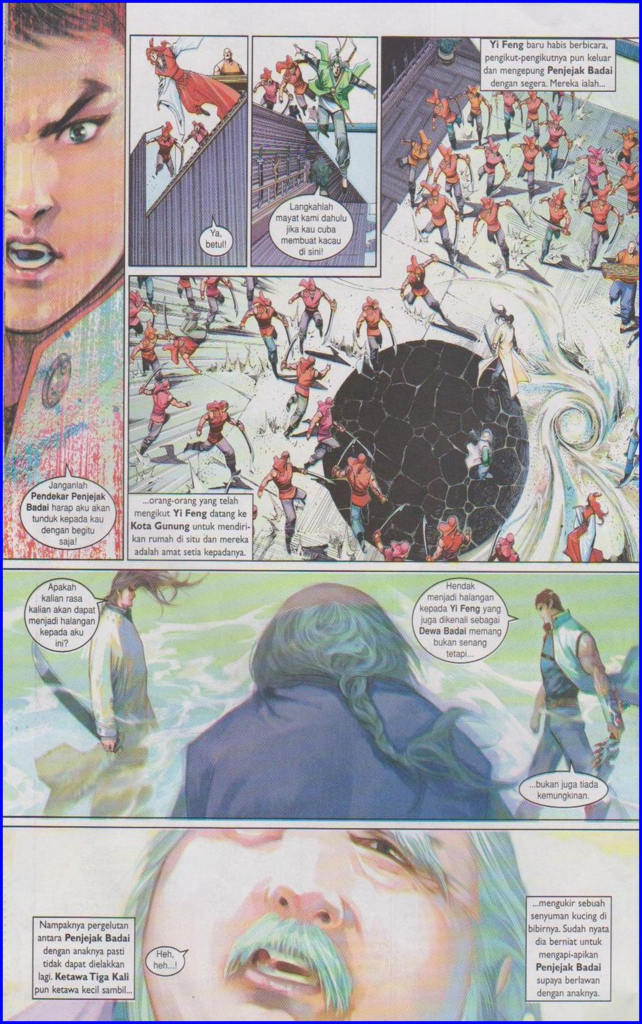 Janganlah
Pendekar Penjejak
Badai harap aku akan
tunduk kepada kau
dengan begitu
saja!
Ya,
betul!
Langkahlah
mayat kami dahulu
jika kau cuba
membuat kacau
di sini!
Yi Feng baru habis berbicara,
pengikut-pengikutnya pun keluar
dan mengepung Penjejak Badai
dengan segera. Mereka ialah...
...orang-orang yang telah
mengikut Yi Feng datang ke
Kota Gunung untuk mendiri-
kan rumah di situ dan mereka
adalah amat setia kepadanya.
Apakah
kalian rasa
kalian akan dapat
menjadi halangan
kepada aku
ini?
Hendak
menjadi halangan
kepada Yi Feng yang
juga dikenali sebagai
Dewa Badai memang
bukan senang
tetapi...
...bukan juga tiada
kemungkinan.
Nampaknya pergelutan
antara Penjejak Badai
dengan anaknya pasti
tidak dapat dielakkan
lagi. Ketawa Tiga Kali
pun ketawa kecil sambil...
Heh,
heh...!
...mengukir sebuah
senyuman kucing di
bibirnya. Sudah nyata
dia berniat untuk
mengapi-apikan
Penjejak Badai
supaya berlawan
dengan anaknya.